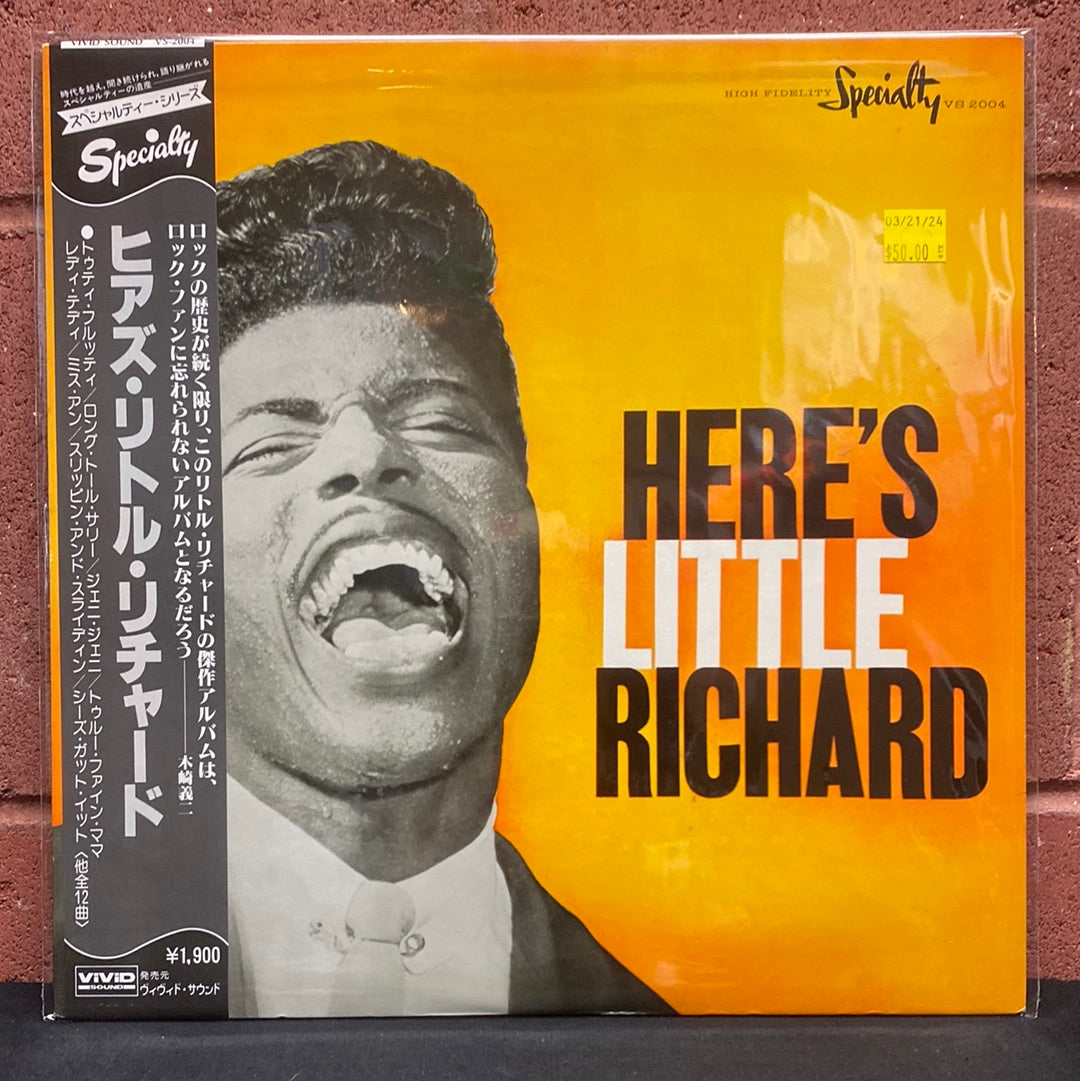 VIVID SOUND VS-2004
時代を越え、聞き続けられ、語り継がれる
スペシャルティーの遺産
スペシャルティー・シリーズ
Specialty
ロックの歴史が続く限り、このリトル・リチャードの傑作アルバムは、
ロック・ファンに忘れられないアルバムとなるだろう——木崎義二
ヒアズ・リトル・リチャード
●トゥティ・フルッティ/ロング・トール・サリー/ジェニ・ジェニ/トゥルー・ファイン・ママ
レディ・テディ/ミス・アン/スリッピン・アンド・スライディン/シーズ・ガット・イット〈他全12曲〉
¥1,900
ViViD
SOUND
発売元
ヴィヴィド・サウンド
HIGH FIDELITY Specialty VS 2004
03/21/24
$50.00
HERE'S
LITTLE
RICHARD